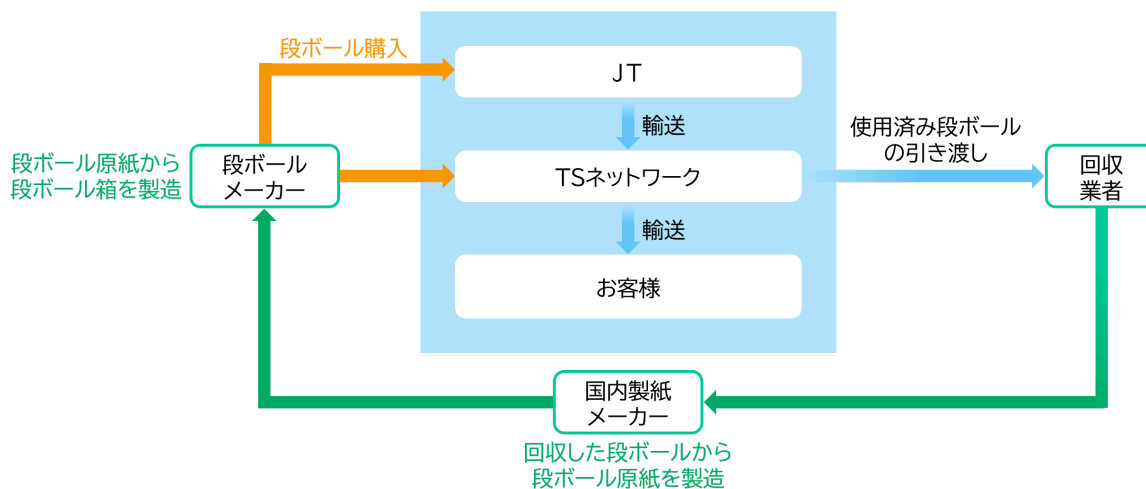 段ボール購入
JT
輸送
使用済み段ボール
の引き渡し
段ボール原紙から
段ボール箱を製造
段ボール
メーカー
TSネットワーク
回収
業者
輸送
お客様
国内製紙
メーカー
回収した段ボールから
段ボール原紙を製造